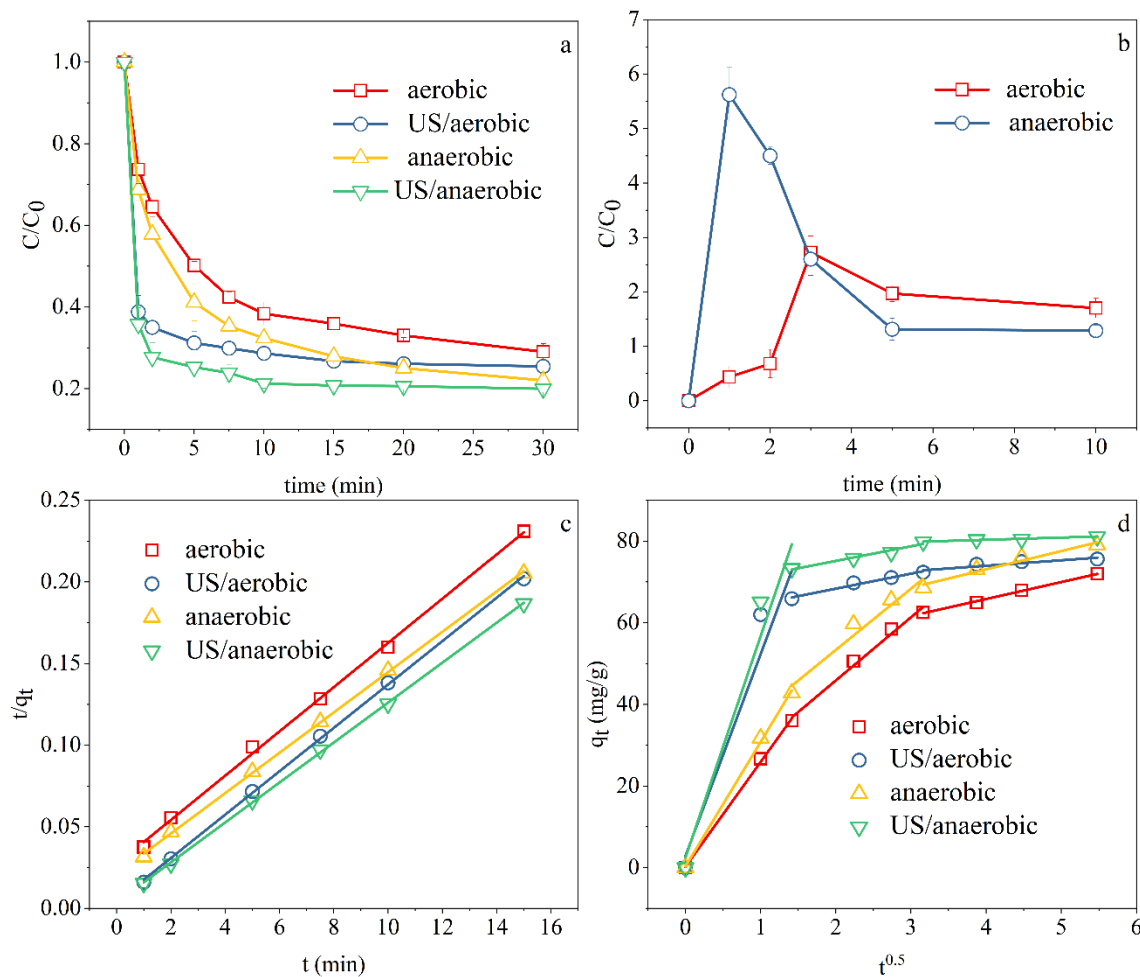 a
1.0
0.8
0.6
0.4
0.2
C/C0
aerobic
US/aerobic
anaerobic
US/anaerobic
0 5 10 15 20 25 30
time (min)
b
7
6
5
4
3
2
1
0
C/C0
aerobic
anaerobic
0 2 4 6 8 10
time (min)
c
0.25
0.20
0.15
0.10
0.05
0.00
t/qt
aerobic
US/aerobic
anaerobic
US/anaerobic
0 2 4 6 8 10 12 14 16
t (min)
d
80
60
40
20
0
qt (mg/g)
aerobic
US/aerobic
anaerobic
US/anaerobic
0 1 2 3 4 5 6
t0.5